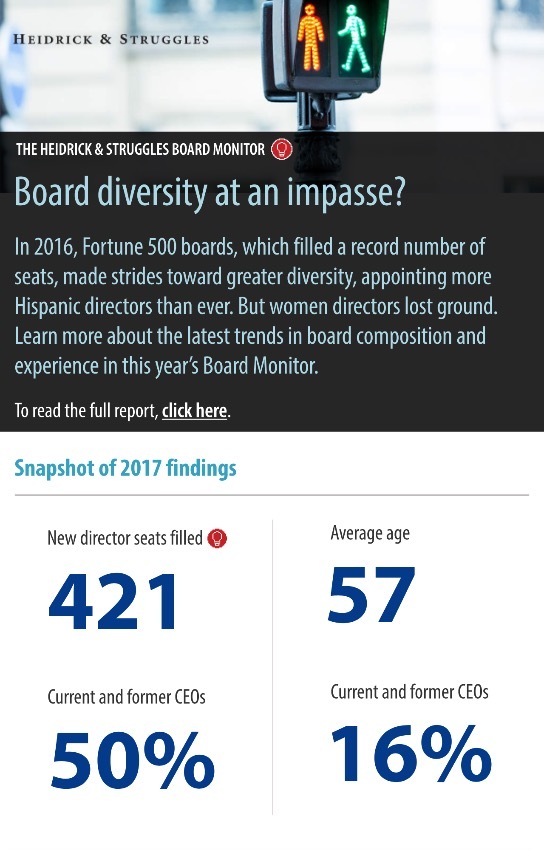 HEIDRICK & STRUGGLES
THE HEIDRICK & STRUGGLES BOARD MONITOR
Board diversity at an impasse?
In 2016, Fortune 500 boards, which filled a record number of
seats, made strides toward greater diversity, appointing more
Hispanic directors than ever. But women directors lost ground.
Learn more about the latest trends in board composition and
experience in this year’s Board Monitor.
To read the full report, click here.
Snapshot of 2017 findings
New director seats filled
421
Average age
57
Current and former CEOs
50%
Current and former CEOs
16%